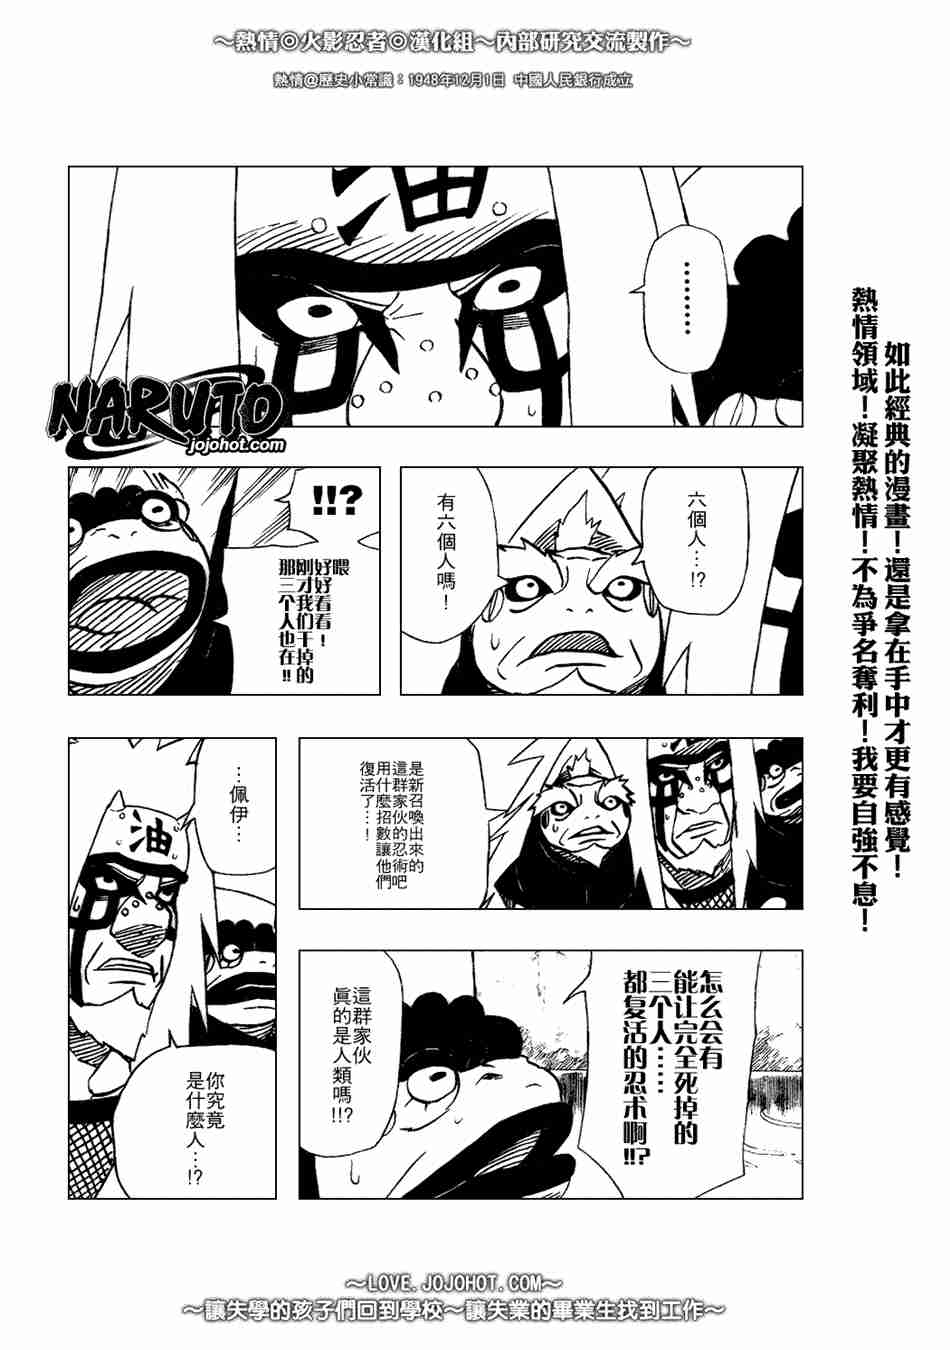 ～熱情◎火影忍者◎漢化組～內部研究交流製作～
熱情@歷史小常識：1948年12月1日 中國人民銀行成立
油
………
NARUTO
jojohot.com
六個人…!?
有六個人嗎！
!!?
喂
好好看看！
刚才我们干掉的
那三个人也在!!
是新召喚出來的
這群家伙的忍術吧
用什麼招數讓他們
復活了…！
…佩伊
油
你究竟
是什麼人…!?
怎么会有
能让完全死掉的
三个人……
都复活的忍术啊!!?
這群家伙
眞的是人類嗎!!?
如此經典的漫畫！還是拿在手中才更有感覺！
熱情領域！凝聚熱情！不為爭名奪利！我要自強不息！
～LOVE.JOJOHOT.COM～
～讓失學的孩子們回到學校～讓失業的畢業生找到工作～